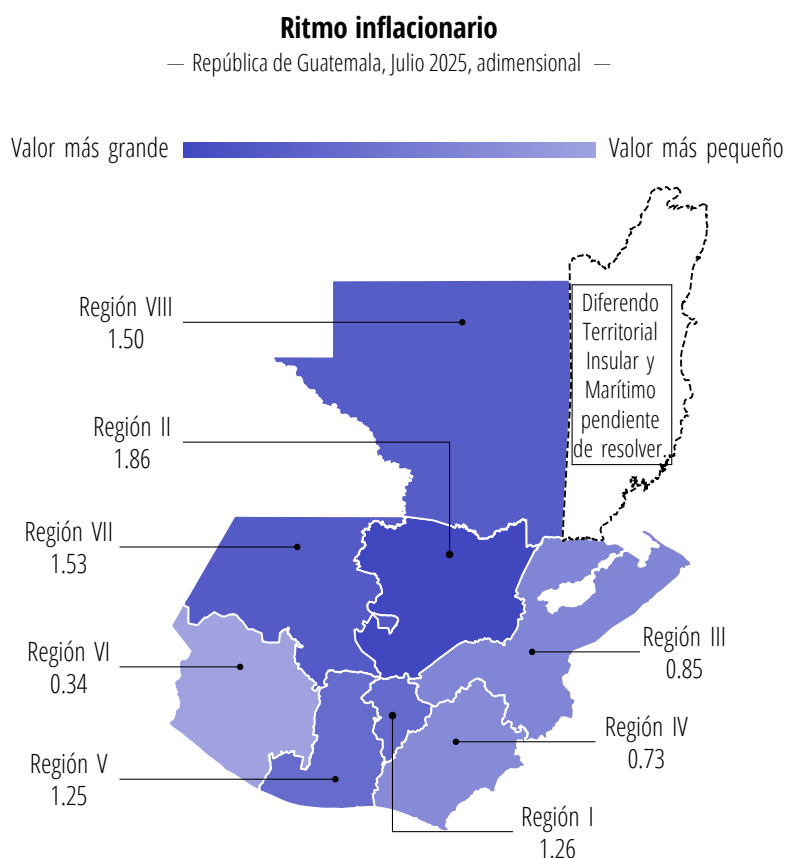 Ritmo inflacionario
— República de Guatemala, Julio 2025, adimensional —
Valor más grande
Valor más pequeño
Región VIII
1.50
Diferendo
Territorial
Insular y
Marítimo
pendiente
de resolver.
Región II
1.86
Región VII
1.53
Región III
0.85
Región VI
0.34
Región IV
0.73
Región V
1.25
Región I
1.26